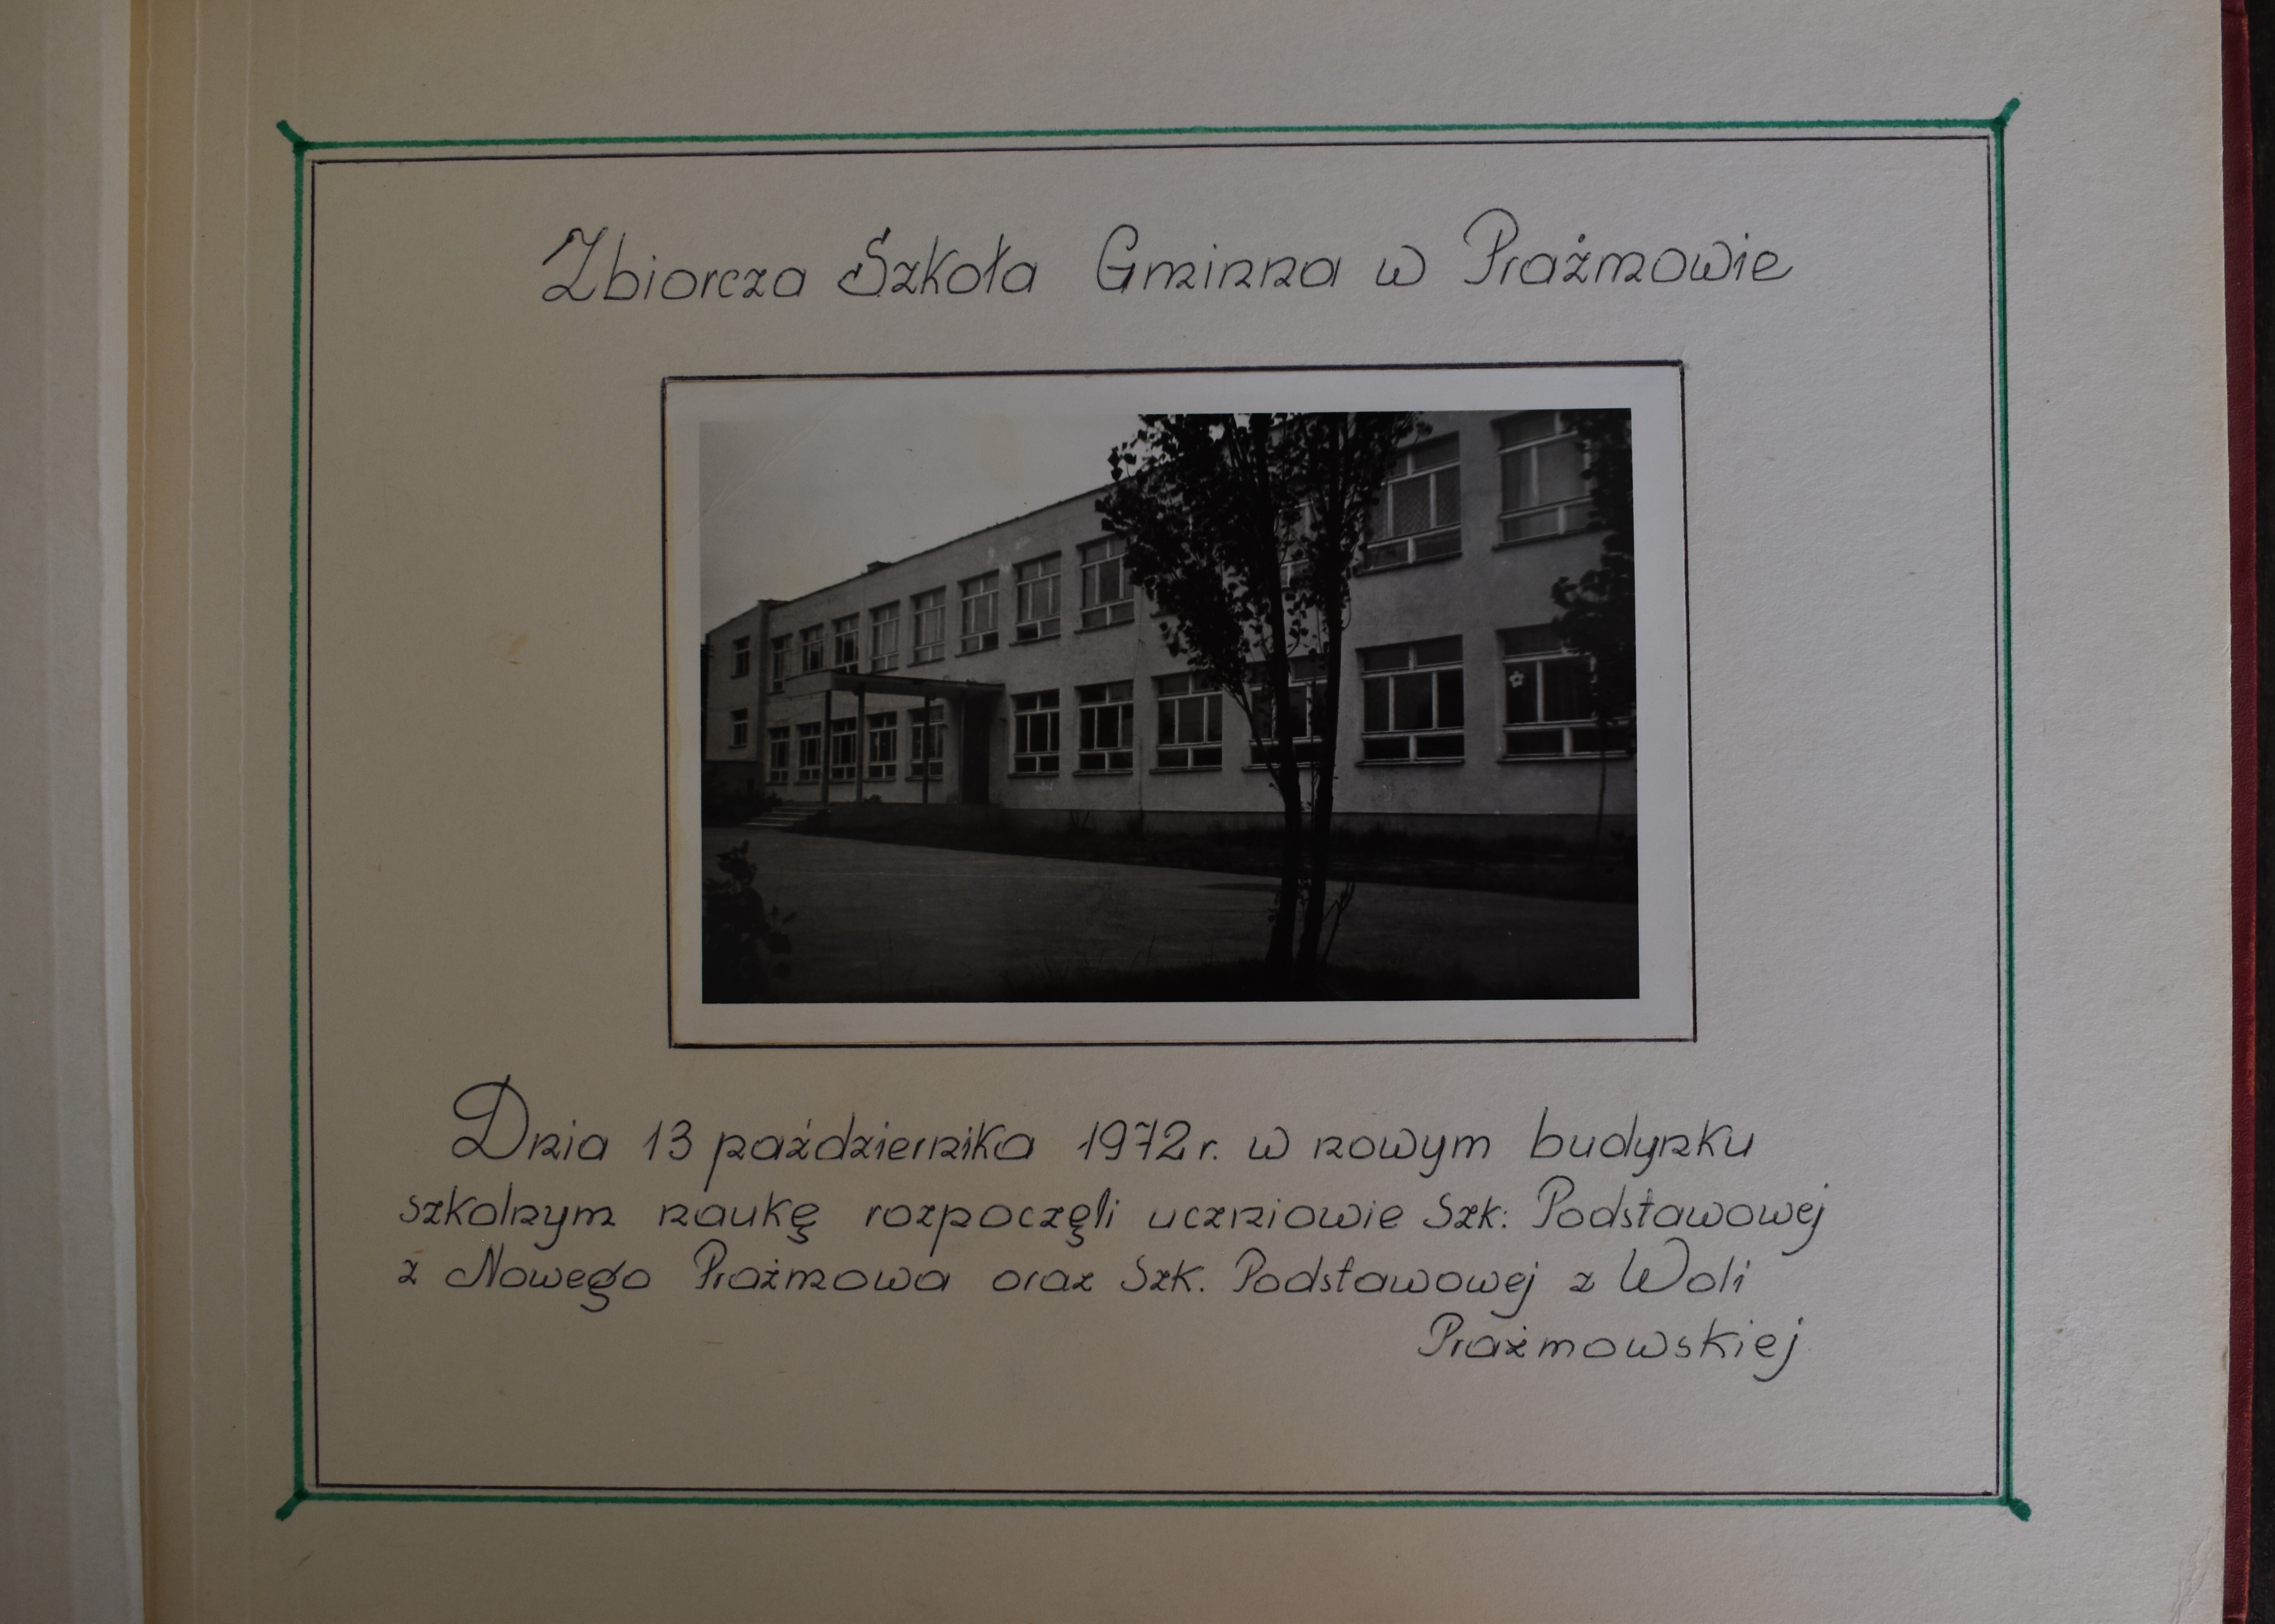 Zbiorcza Szkoła Gminna w Prażmowie
Dnia 13 października 1972 r. w nowym budynku
szkolnym naukę rozpoczęli uczniowie Szk: Podstawowej
z Nowego Prażmowa oraz Szk. Podstawowej z Woli
Prażmowskiej